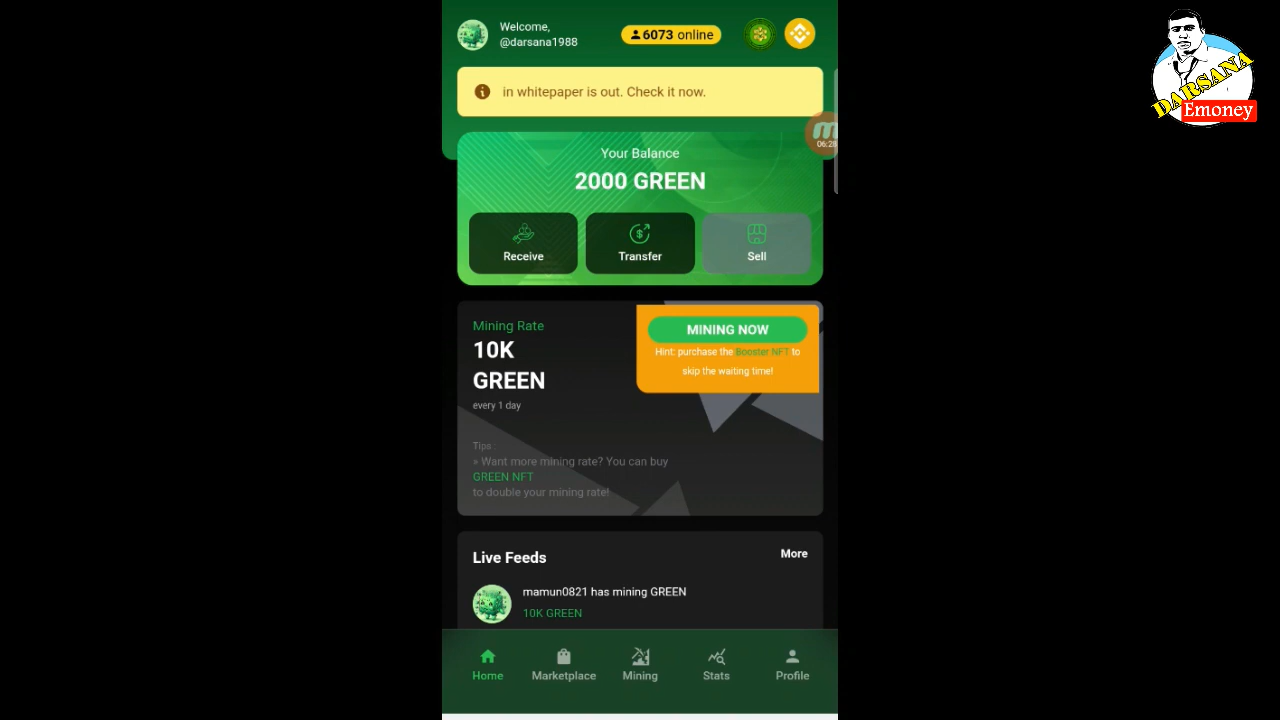 Welcome,
@darsana1988
6073 online
in whitepaper is out. Check it now.
06:28
Your Balance
2000 GREEN
Receive
Transfer
Sell
Mining Rate
10K
GREEN
every 1 day
MINING NOW
Hint: purchase the Booster NFT to
skip the waiting time!
Tips :
» Want more mining rate? You can buy
GREEN NFT
to double your mining rate!
Live Feeds
More
mamun0821 has mining GREEN
10K GREEN
Home
Marketplace
Mining
Stats
Profile
DARSANA
Emoney